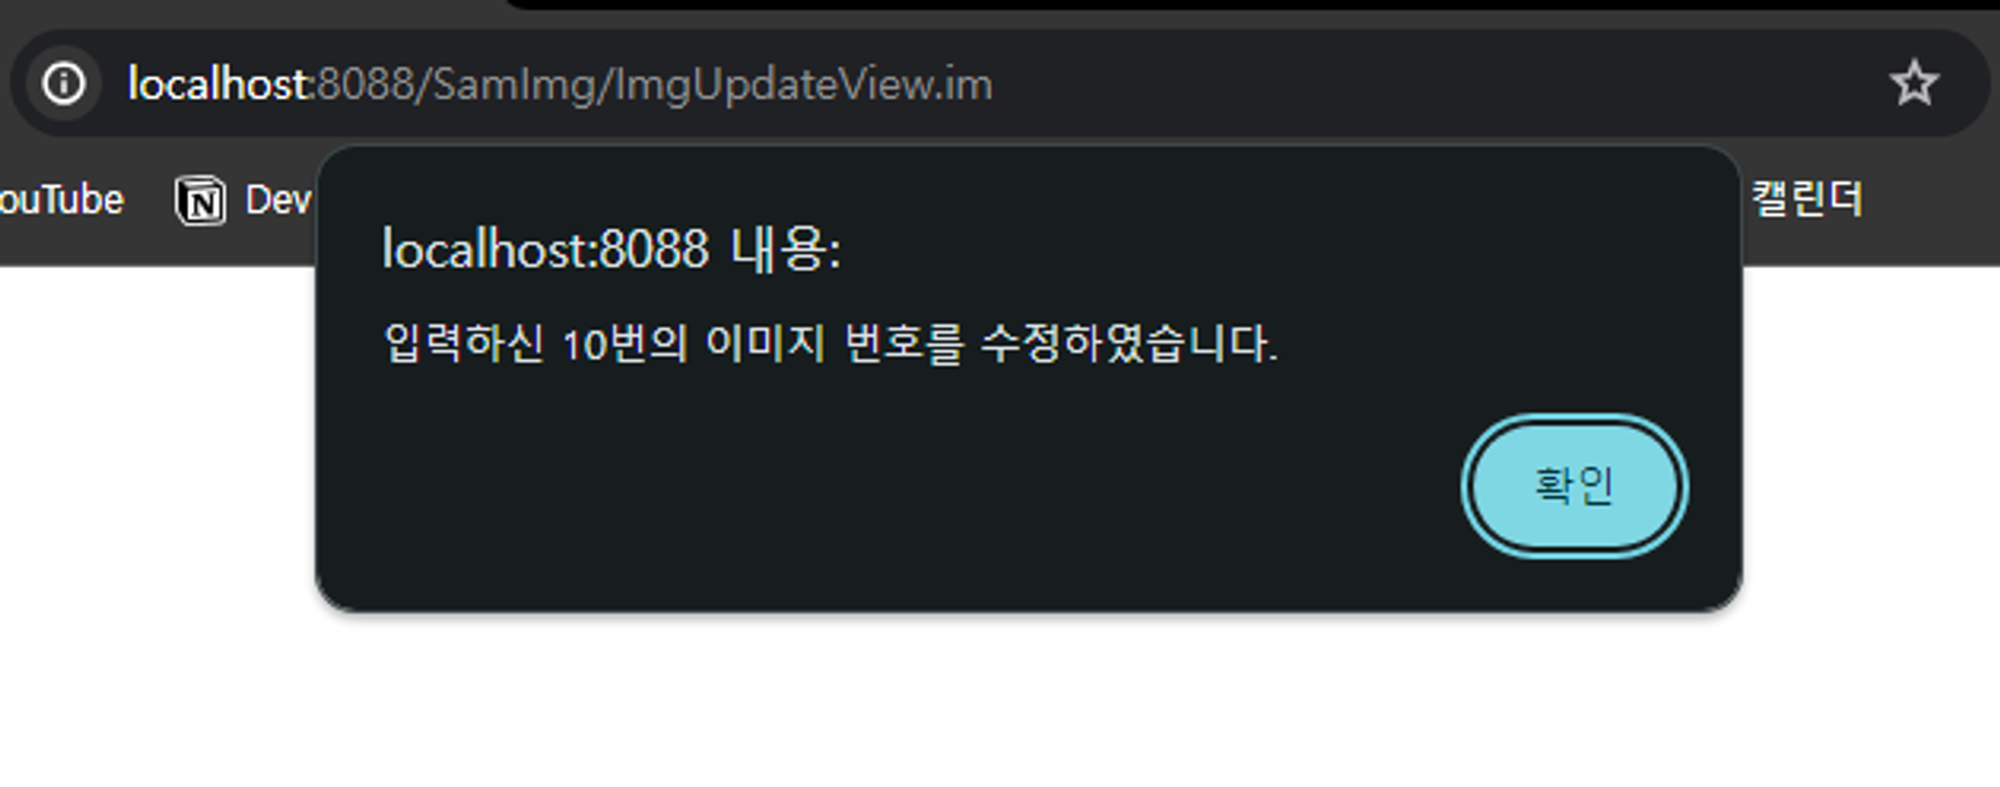 localhost:8088/SamImg/ImgUpdateView.im
ouTube
Dev
캘린더
localhost:8088 내용:
입력하신 10번의 이미지 번호를 수정하였습니다.
확인